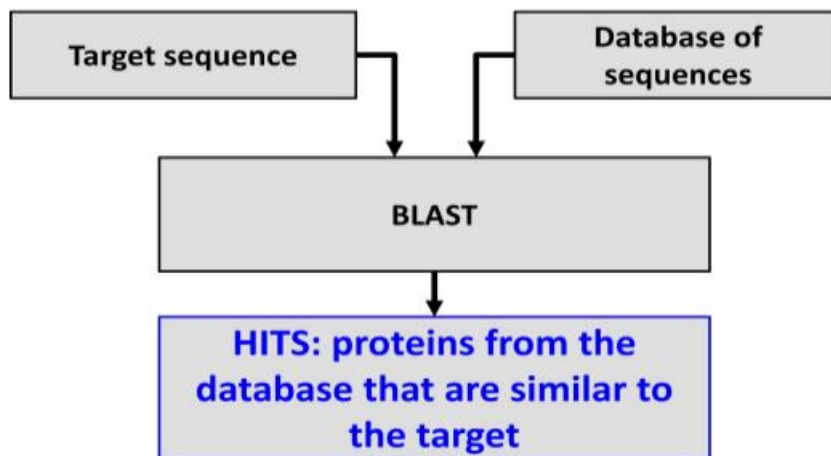 Target sequence
Database of
sequences
BLAST
HITS: proteins from the
database that are similar to
the target